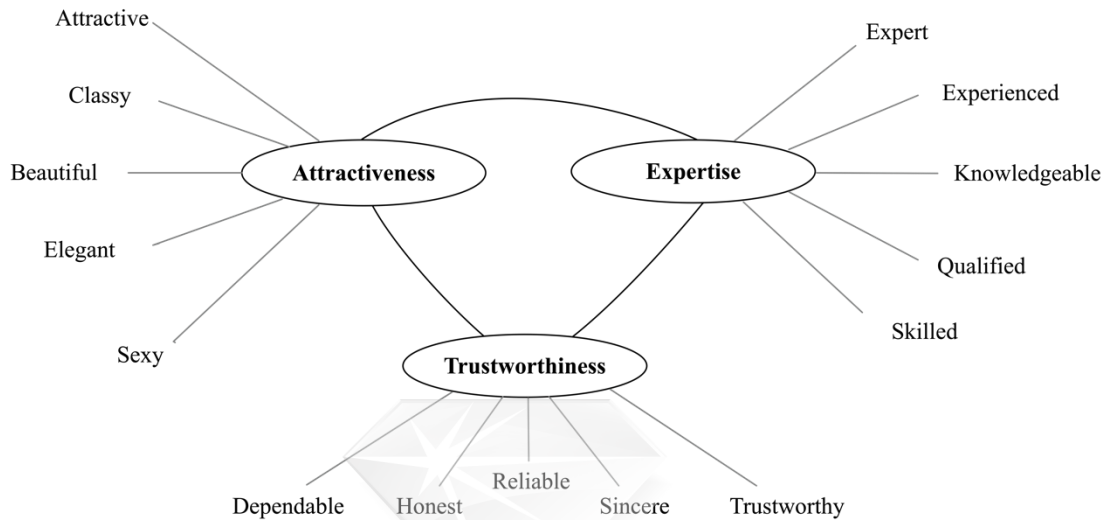 Attractive
Expert
Classy
Experienced
Beautiful
Attractiveness
Expertise
Knowledgeable
Elegant
Qualified
Skilled
Sexy
Trustworthiness
Reliable
Dependable
Honest
Sincere
Trustworthy